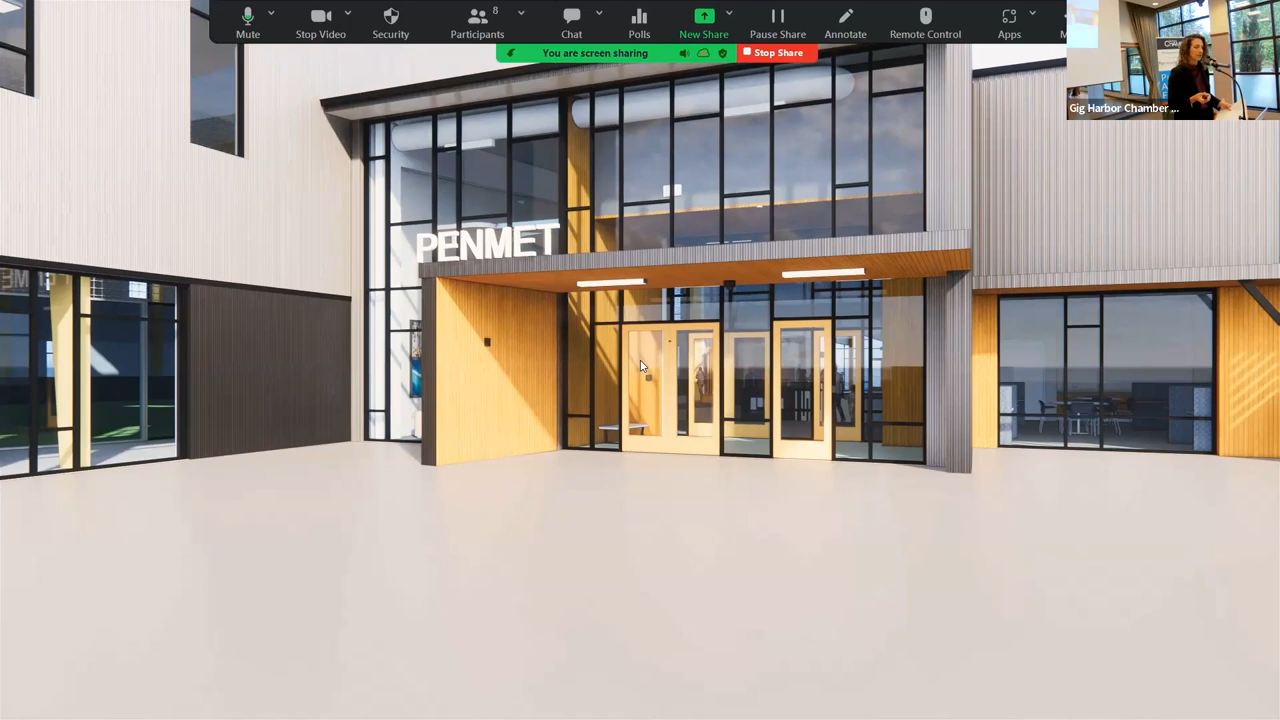 8
Mute
Stop Video
Security
Participants
Chat
Polls
New Share
Pause Share
Annotate
Remote Control
Apps
You are screen sharing
Stop Share
Gig Harbor Chamber ...
PENMET